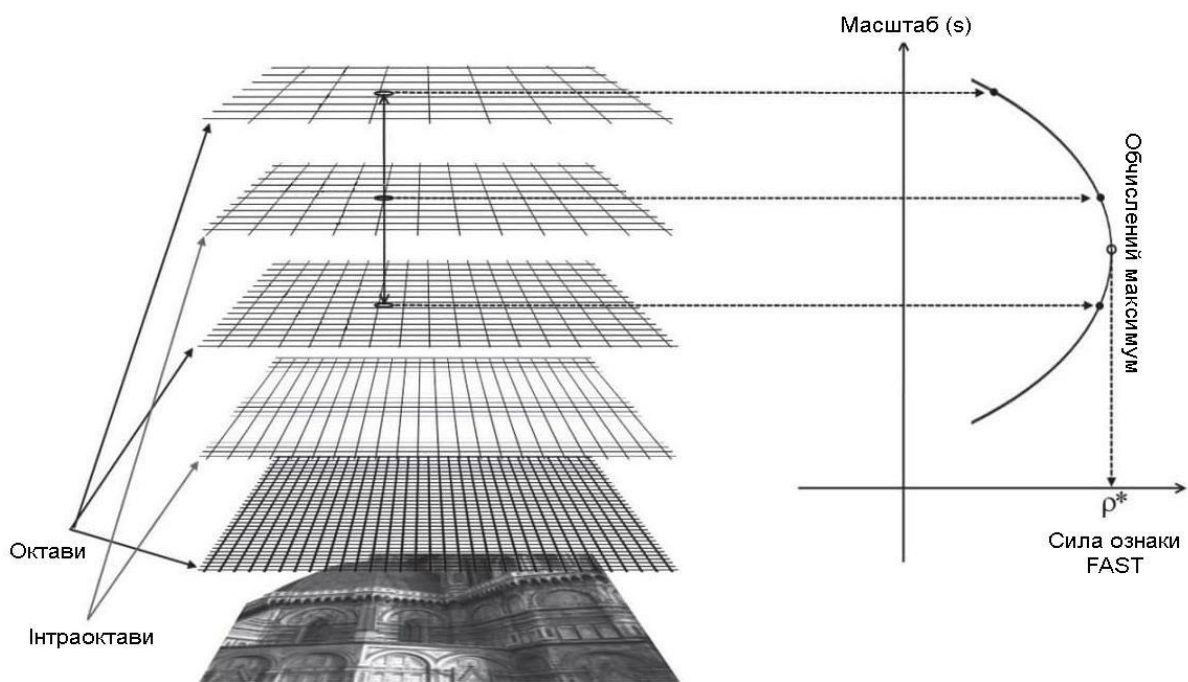 Масштаб (s)
Обчислений максимум
ρ*
Сила ознаки
FAST
Октави
Інтраоктави